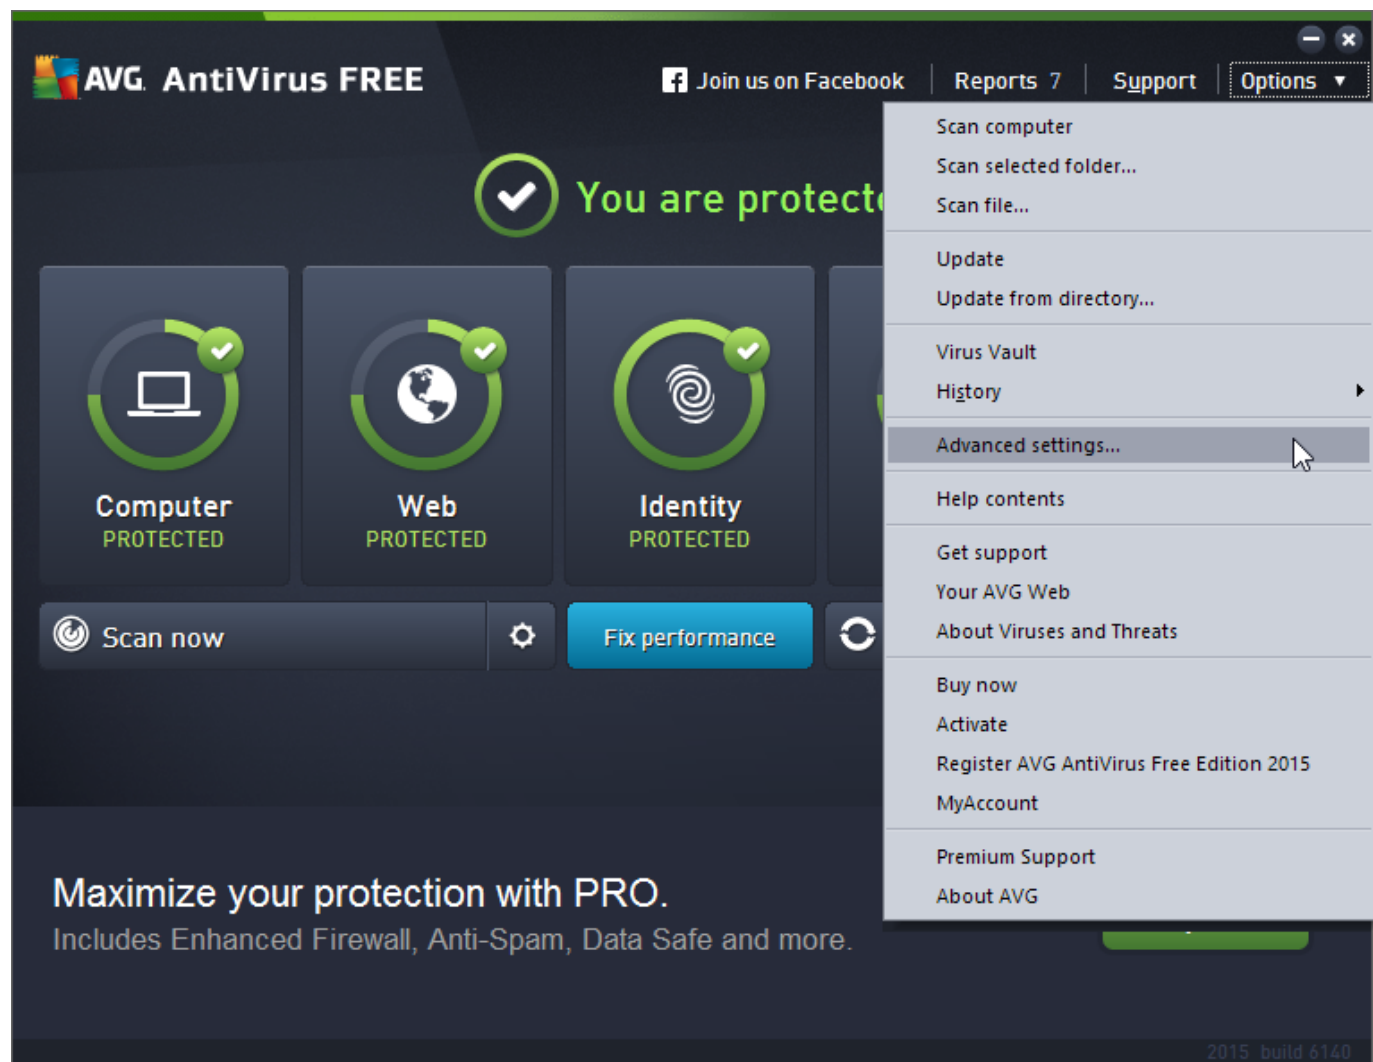 AVG. AntiVirus FREE
Join us on Facebook
Reports 7
Support
Options
You are
Scan computer
Scan selected folder...
Scan file...
Update
Update from directory...
Virus Vault
History
Advanced settings...
Help contents
Get support
Your AVG Web
About Viruses and Threats
Buy now
Activate
Register AVG AntiVirus Free Edition 2015
MyAccount
Premium Support
About AVG
Computer
PROTECTED
Web
PROTECTED
Identity
PROTECTED
Scan now
Fix performance
Maximize your protection with PRO.
Includes Enhanced Firewall, Anti-Spam, Data Safe and more.
2015 build 6140